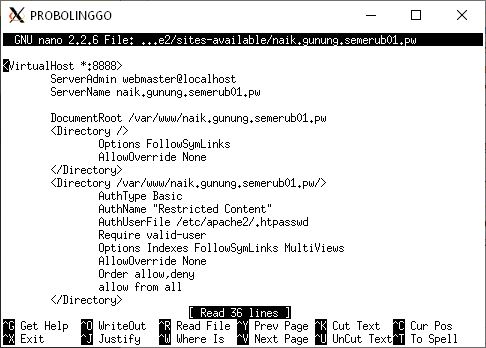 PROBOLINGGO
GNU nano 2.2.6 File: ...e2/sites-available/naik.gunung.semerub01.pw
<VirtualHost *:8888>
ServerAdmin webmaster@localhost
ServerName naik.gunung.semerub01.pw
DocumentRoot /var/www/naik.gunung.semerub01.pw
<Directory />
Options FollowSymLinks
AllowOverride None
</Directory>
<Directory /var/www/naik.gunung.semerub01.pw/>
AuthType Basic
AuthName "Restricted Content"
AuthUserFile /etc/apache2/.htpasswd
Require valid-user
Options Indexes FollowSymLinks MultiViews
AllowOverride None
Order allow,deny
allow from all
</Directory>
[ Read 36 lines ]
^G Get Help ^O WriteOut ^R Read File ^Y Prev Page ^K Cut Text ^C Cur Pos
^X Exit ^J Justify ^W Where Is ^V Next Page ^U UnCut Text ^T To Spell